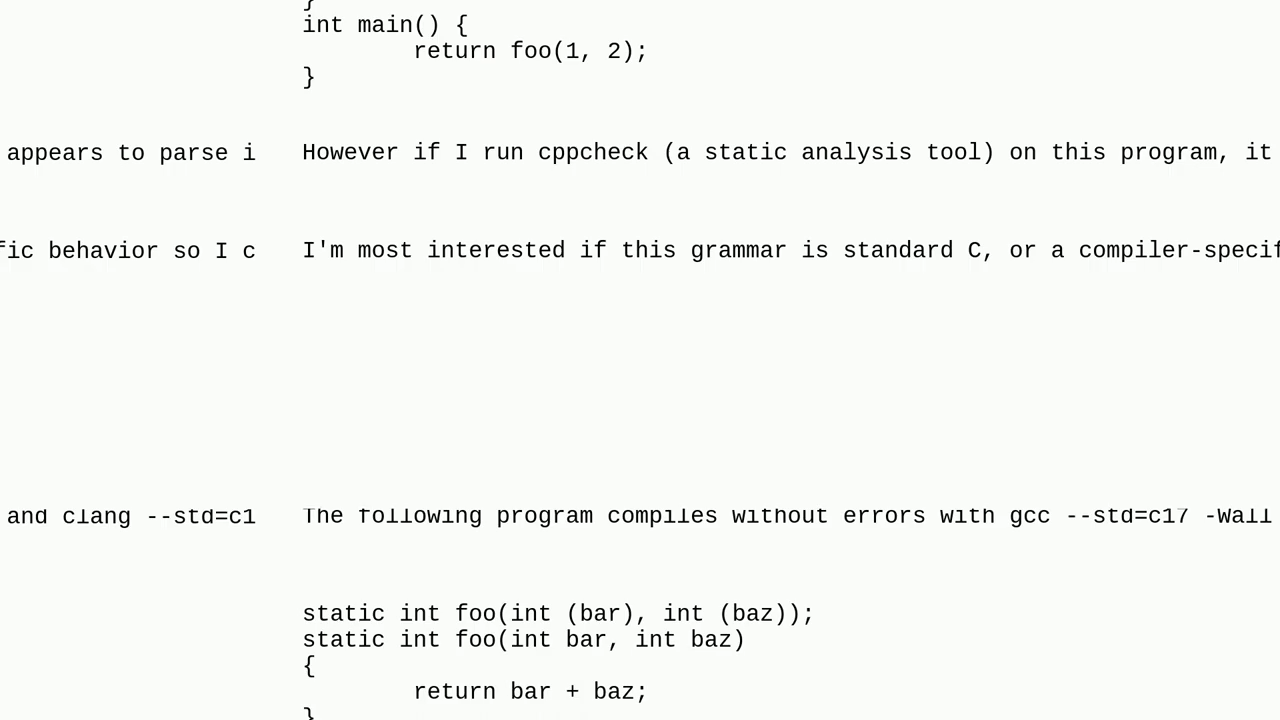 }
int main() {
return foo(1, 2);
}
appears to parse i However if I run cppcheck (a static analysis tool) on this program, it
fic behavior so I c I'm most interested if this grammar is standard C, or a compiler-specif
and clang --std=c1 The following program compiles without errors with gcc --std=c17 -Wall
static int foo(int (bar), int (baz));
static int foo(int bar, int baz)
{
return bar + baz;
}